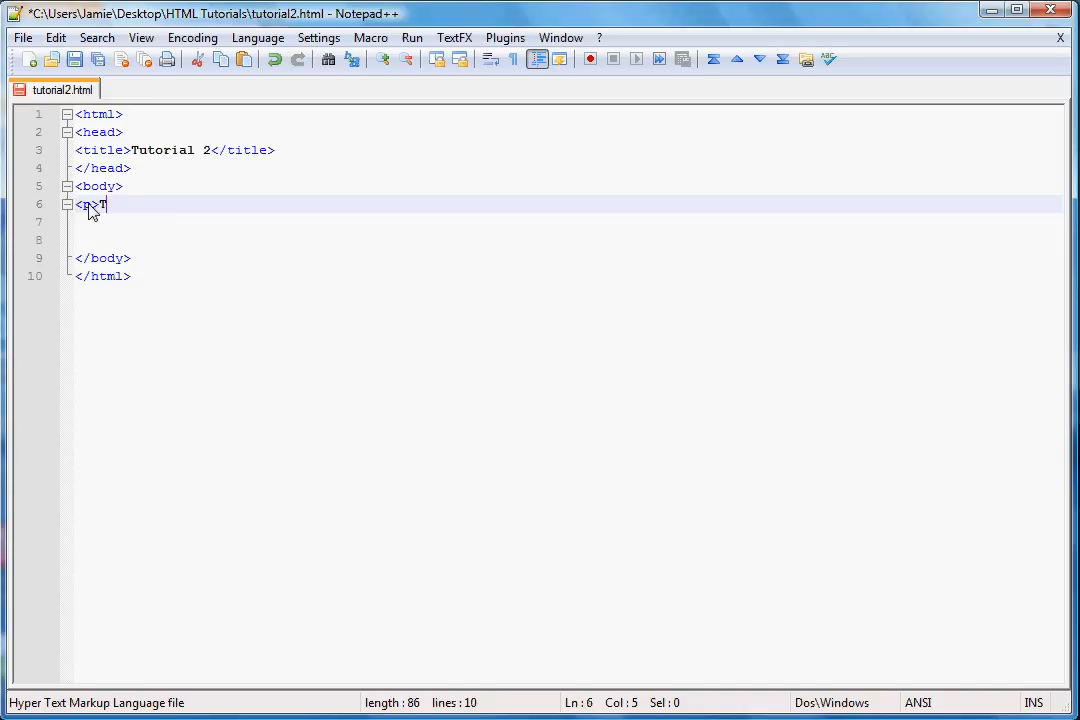 *C:\Users\Jamie\Desktop\HTML Tutorials\tutorial2.html - Notepad++
File Edit Search View Encoding Language Settings Macro Run TextFX Plugins Window ? X
tutorial2.html
1 <html>
2 <head>
3 <title>Tutorial 2</title>
4 </head>
5 <body>
6 <p>T
7
8
9 </body>
10 </html>
Hyper Text Markup Language file length : 86 lines : 10 Ln : 6 Col : 5 Sel : 0 Dos\Windows ANSI INS